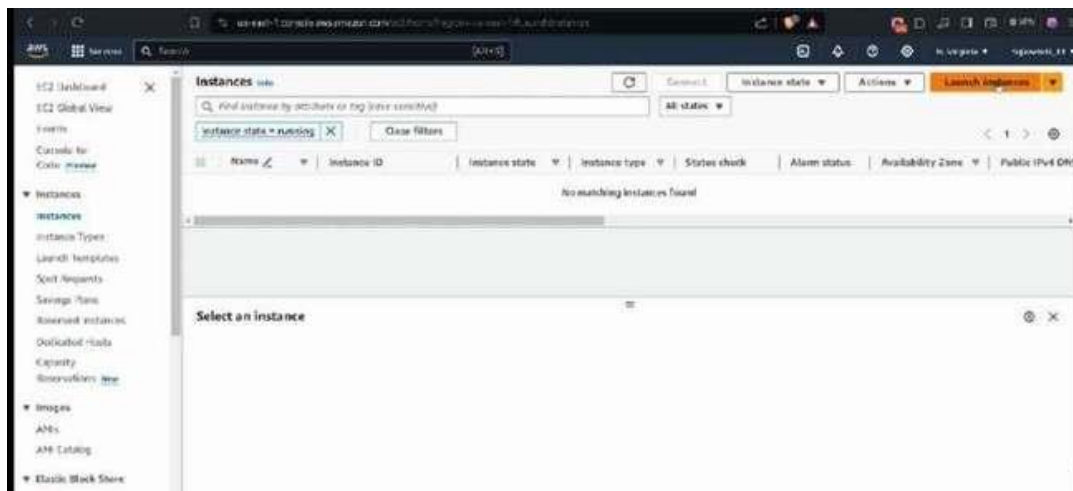 aws Services Search [Alt+S] N. Virginia
EC2 Dashboard
EC2 Global View
Events
Console-to-Code Preview
Instances
Instances
Instance Types
Launch Templates
Spot Requests
Savings Plans
Reserved Instances
Dedicated Hosts
Capacity
Reservations New
Images
AMIs
AMI Catalog
Elastic Block Store
Instances Info
Connect Instance state Actions Launch instances
Find instance by attribute or tag (case-sensitive) All states
Instance state = running Clear filters
1
Name Instance ID Instance state Instance type Status check Alarm status Availability Zone Public IPv4 DNS
No matching instances found
Select an instance